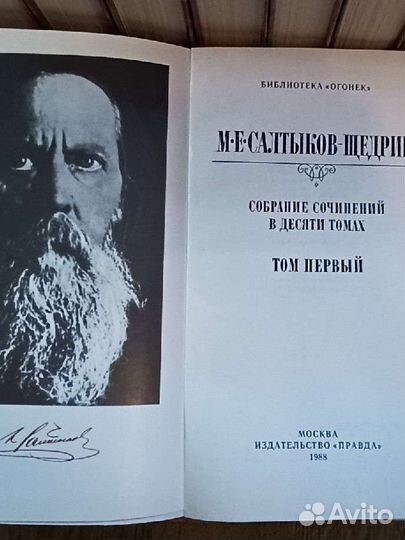 БИБЛИОТЕКА «ОГОНЕК»
М·Е·САЛТЫКОВ-ЩЕДРИН
СОБРАНИЕ СОЧИНЕНИЙ
В ДЕСЯТИ ТОМАХ
ТОМ ПЕРВЫЙ
МОСКВА
ИЗДАТЕЛЬСТВО «ПРАВДА»
1988
Avito